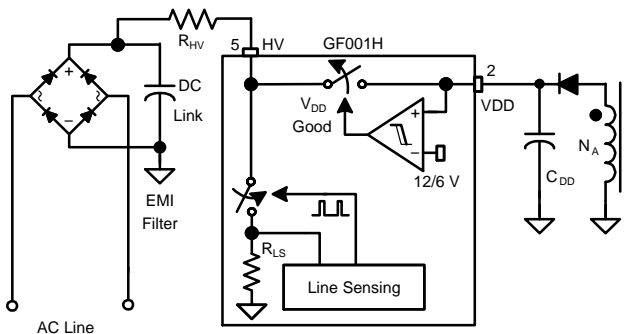 R_HV
5 HV
GF001H
2
DC
Link
V_DD
Good
+
−
VDD
+
−
12/6 V
C_DD
N_A
EMI
Filter
R_LS
Line Sensing
AC Line